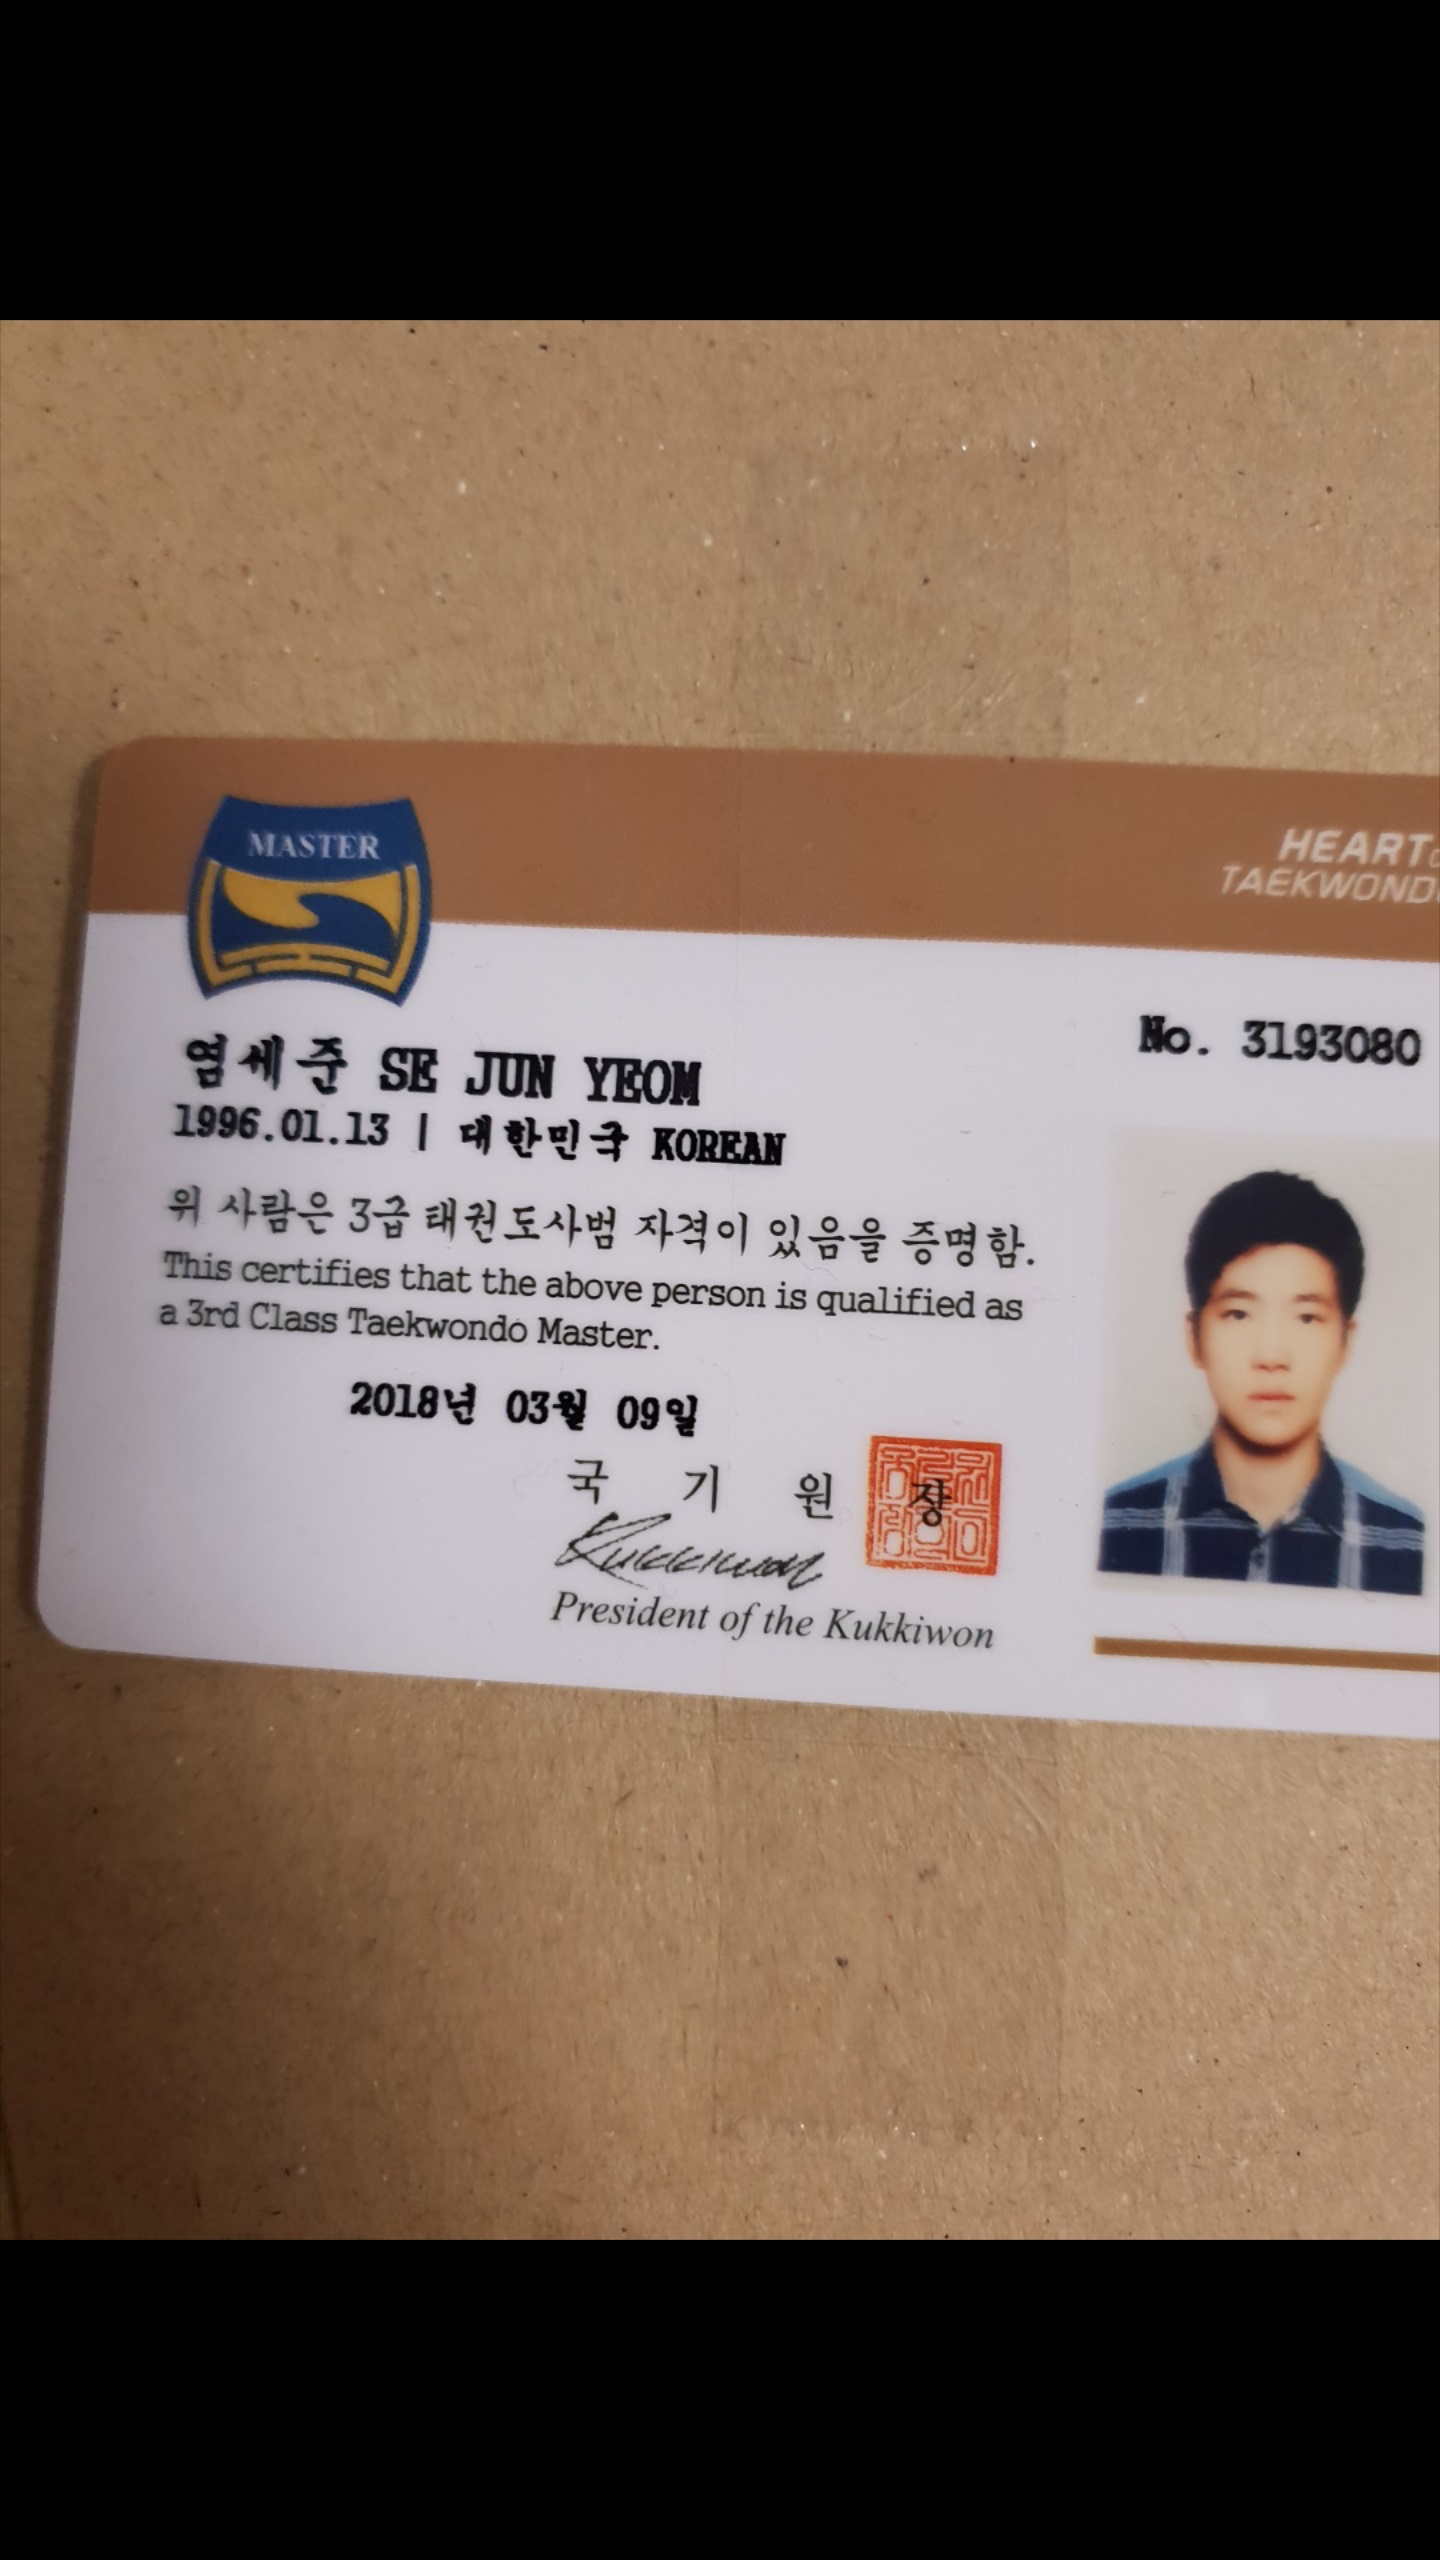 MASTER
HEART
TAEKWOND
No. 3193080
염세준 SE JUN YEOM
1996.01.13 | 대한민국 KOREAN
위 사람은 3급 태권도사범 자격이 있음을 증명함.
This certifies that the above person is qualified as
a 3rd Class Taekwondo Master.
2018년 03월 09일
국 기 원 장
Kukkiwon
President of the Kukkiwon